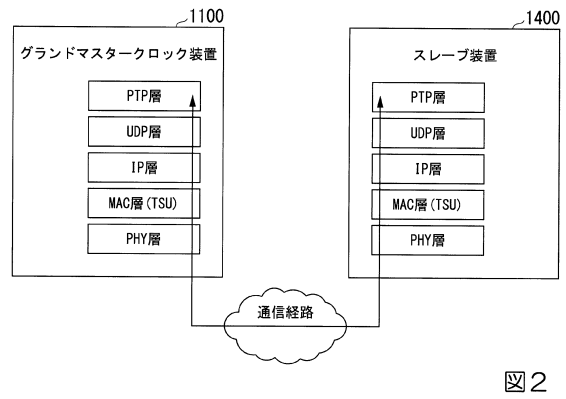 1100
グランドマスタークロック装置
PTP層
UDP層
IP層
MAC層(TSU)
PHY層
1400
スレーブ装置
PTP層
UDP層
IP層
MAC層(TSU)
PHY層
通信経路
図2